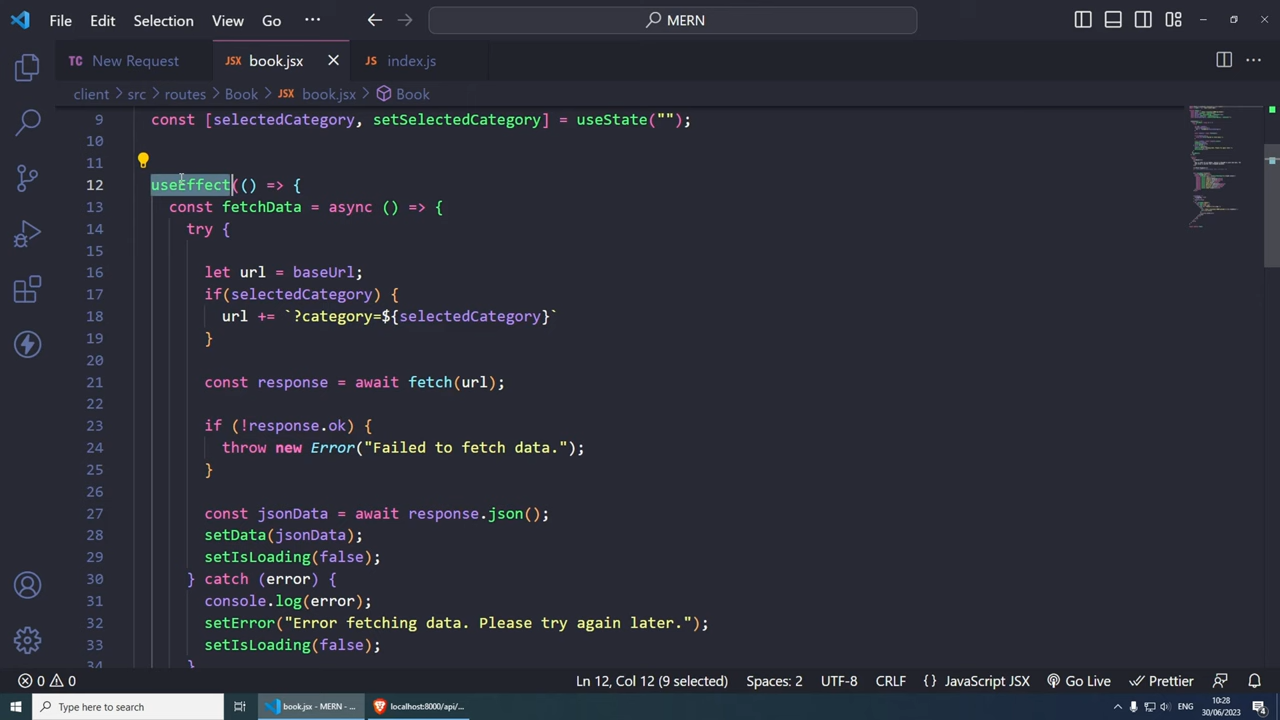 File Edit Selection View Go ··· MERN
TC New Request JSX book.jsx JS index.js
client > src > routes > Book > JSX book.jsx > Book
9 const [selectedCategory, setSelectedCategory] = useState("");
10
11
12 useEffect(() => {
13 const fetchData = async () => {
14 try {
15
16 let url = baseUrl;
17 if(selectedCategory) {
18 url += `?category=${selectedCategory}`
19 }
20
21 const response = await fetch(url);
22
23 if (!response.ok) {
24 throw new Error("Failed to fetch data.");
25 }
26
27 const jsonData = await response.json();
28 setData(jsonData);
29 setIsLoading(false);
30 } catch (error) {
31 console.log(error);
32 setError("Error fetching data. Please try again later.");
33 setIsLoading(false);
34 }
0 0 Ln 12, Col 12 (9 selected) Spaces: 2 UTF-8 CRLF {} JavaScript JSX Go Live Prettier
Type here to search book.jsx - MERN - ... localhost:8000/api/... ENG 10:28
30/06/2023 4